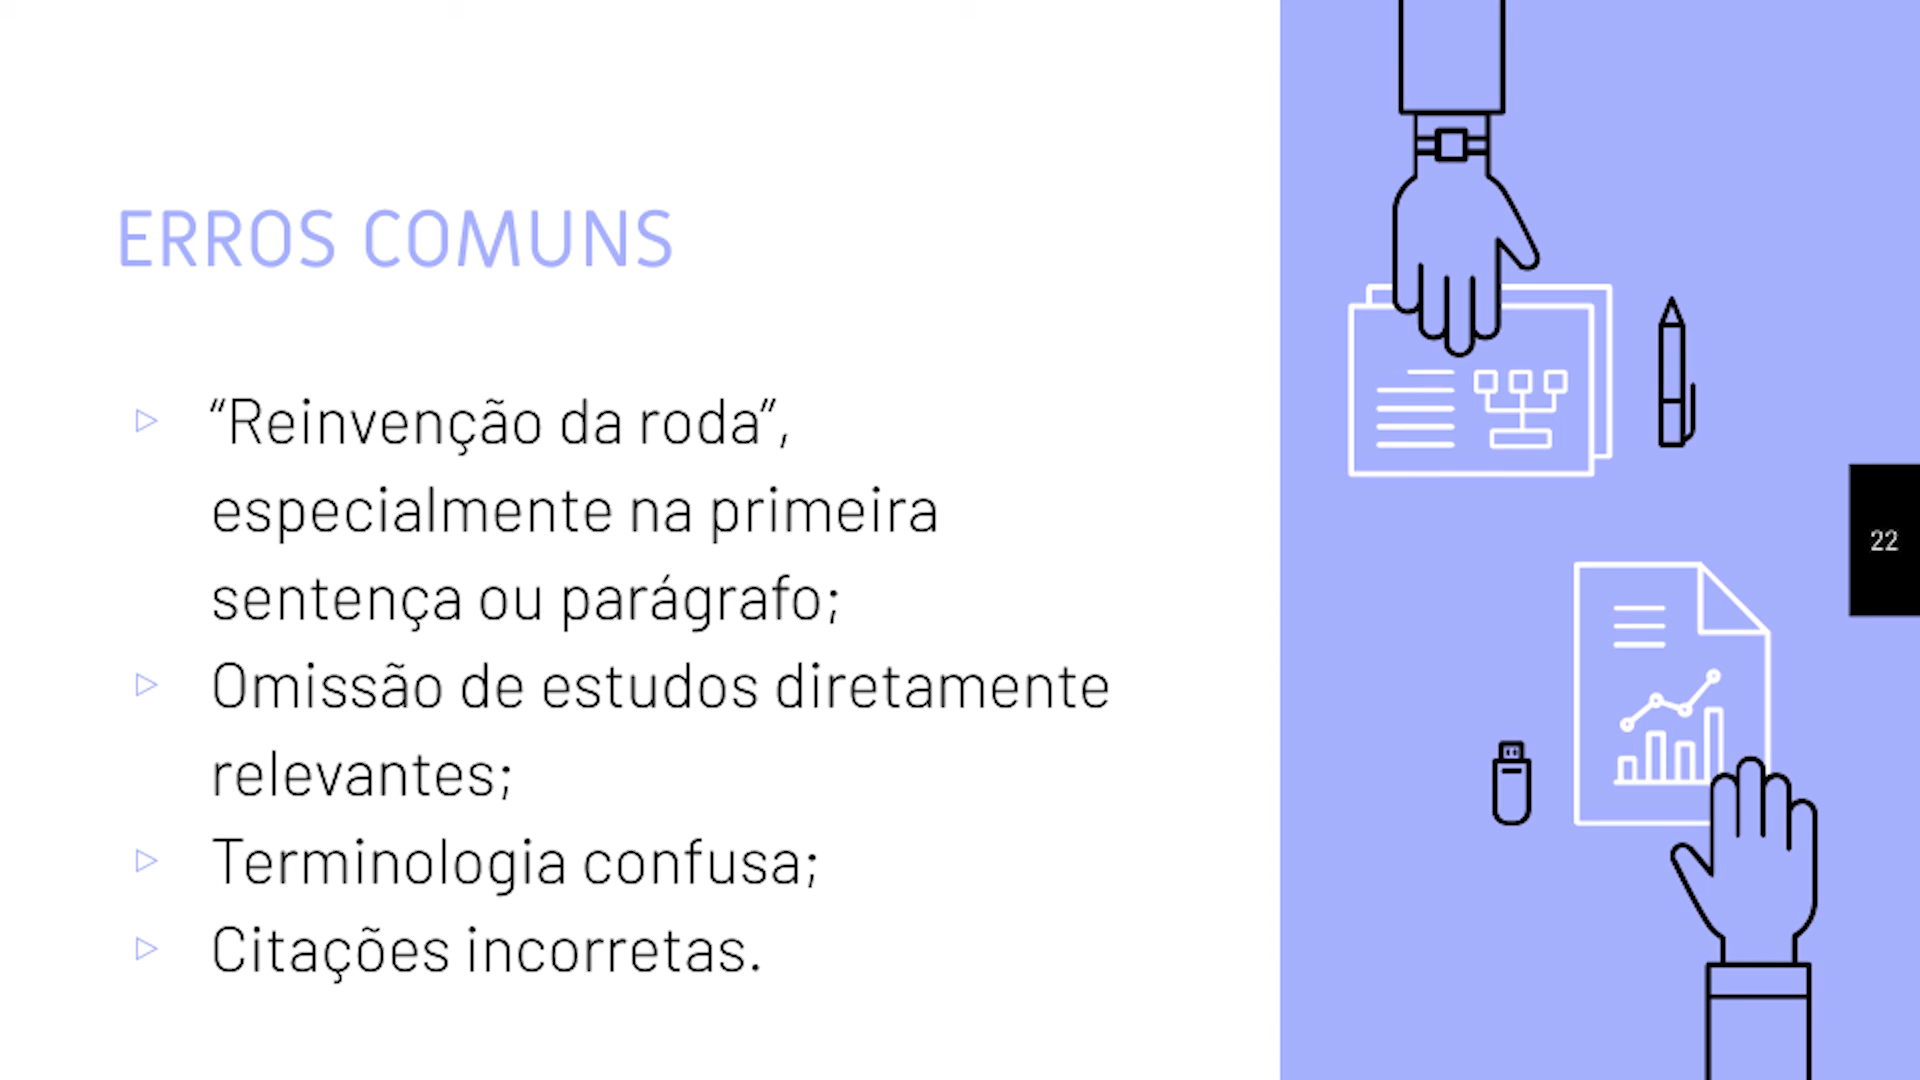 ERROS COMUNS
“Reinvenção da roda”,
especialmente na primeira
sentença ou parágrafo;
Omissão de estudos diretamente
relevantes;
Terminologia confusa;
Citações incorretas.
22